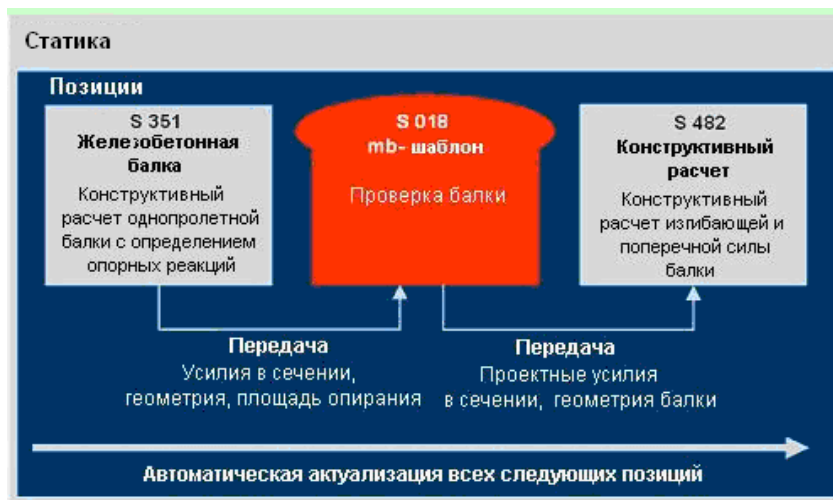 Статика
Позиции
S 351
Железобетонная
балка
Конструктивный
расчет однопролетной
балки с определением
опорных реакций
S 018
mb- шаблон
Проверка балки
S 482
Конструктивный
расчет
Конструктивный
расчет изгибающей и
поперечной силы
балки
Передача
Усилия в сечении,
геометрия, площадь опирания
Передача
Проектные усилия
в сечении, геометрия балки
Автоматическая актуализация всех следующих позиций